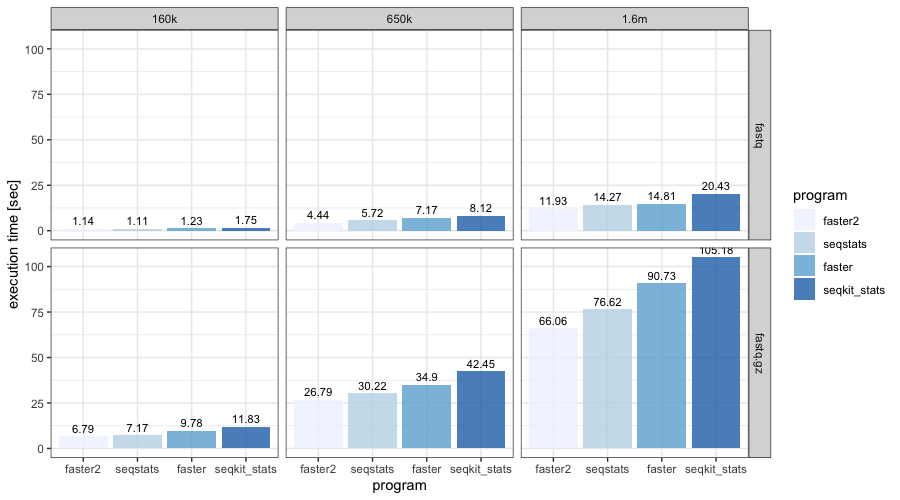 160k 650k 1.6m
execution time [sec]
100
75
50
25
0
1.14 1.11 1.23 1.75
4.44 5.72 7.17 8.12
11.93 14.27 14.81 20.43
fastq
100
75
50
25
0
6.79 7.17 9.78 11.83
26.79 30.22 34.9 42.45
66.06 76.62 90.73 105.18
fastq.gz
faster2 seqstats faster seqkit_stats faster2 seqstats faster seqkit_stats faster2 seqstats faster seqkit_stats
program
program
faster2
seqstats
faster
seqkit_stats